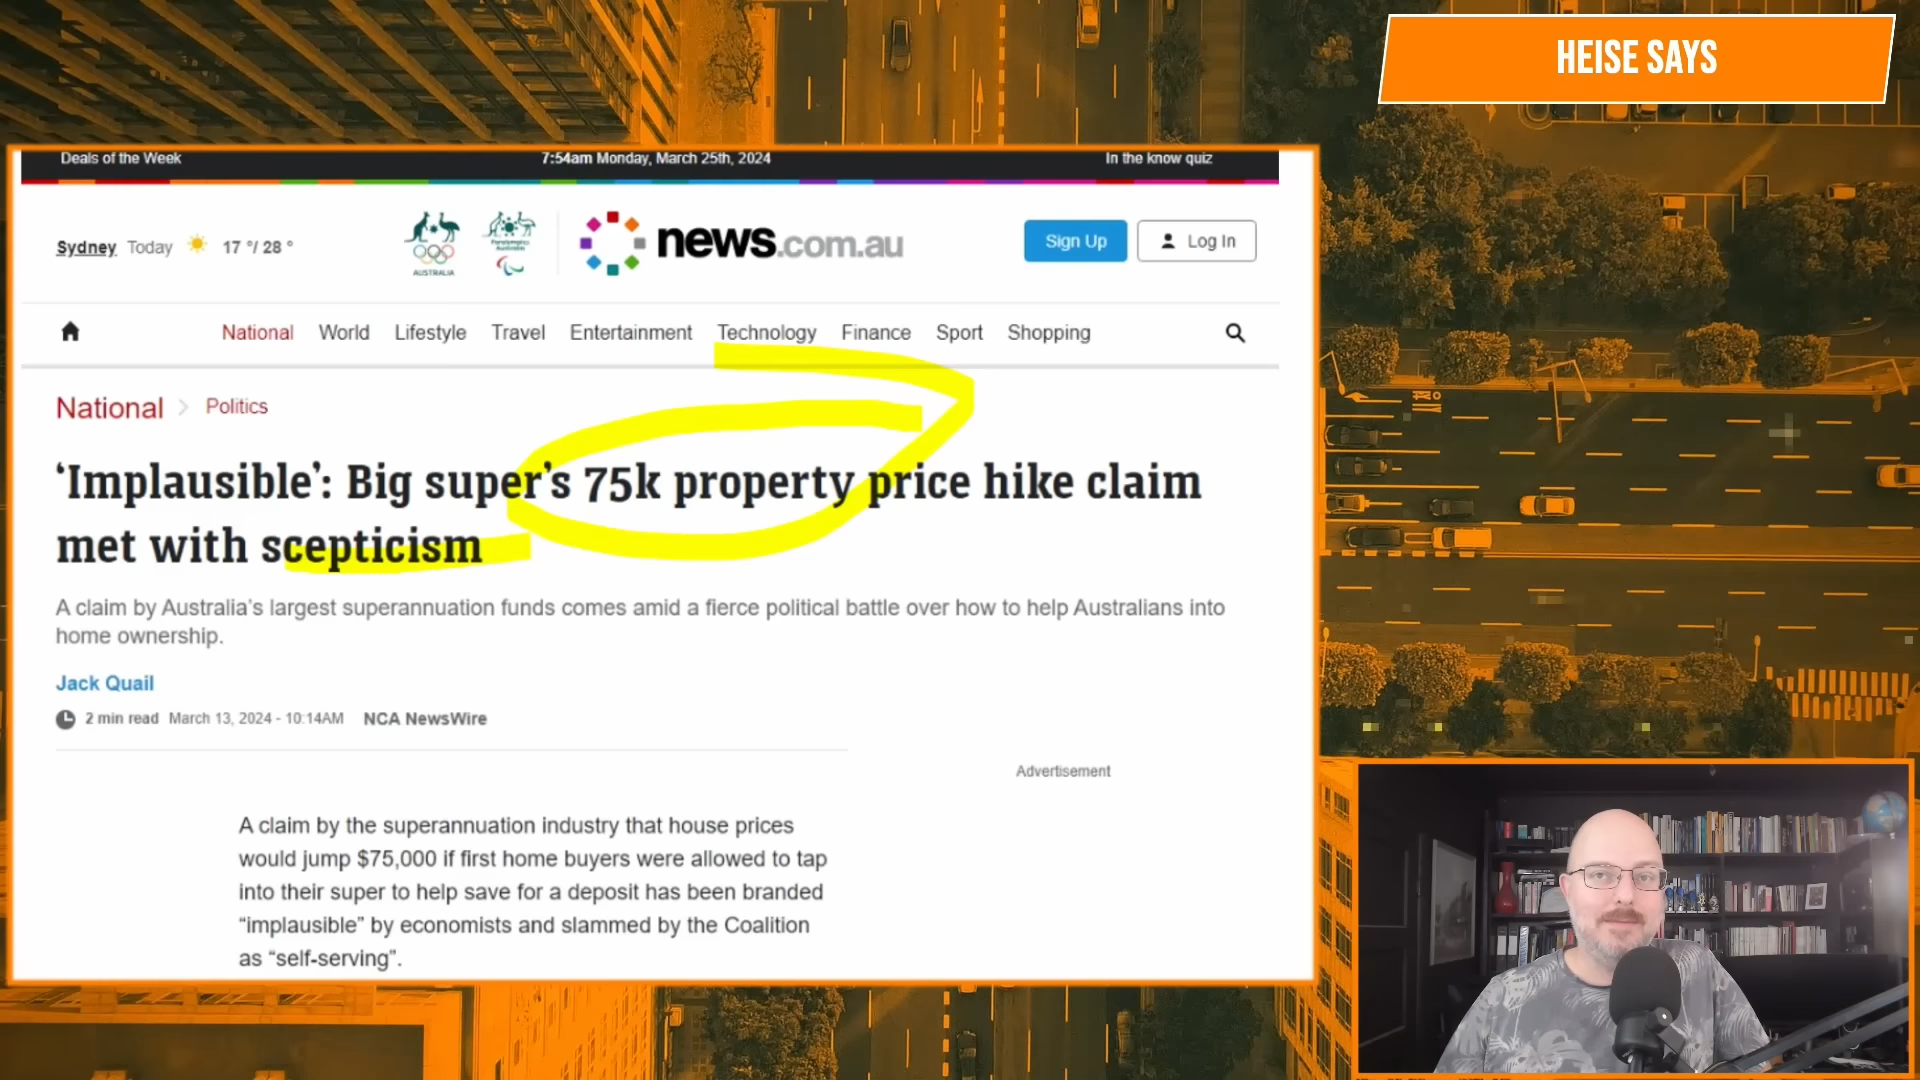 HEISE SAYS
Deals of the Week
7:54am Monday, March 25th, 2024
In the know quiz
Sydney Today 17 °/ 28 °
AUSTRALIA
Paralympics
Australia
news.com.au
Sign Up
Log In
National World Lifestyle Travel Entertainment Technology Finance Sport Shopping
National Politics
‘Implausible’: Big super’s 75k property price hike claim
met with scepticism
A claim by Australia’s largest superannuation funds comes amid a fierce political battle over how to help Australians into
home ownership.
Jack Quail
2 min read March 13, 2024 - 10:14AM NCA NewsWire
Advertisement
A claim by the superannuation industry that house prices
would jump $75,000 if first home buyers were allowed to tap
into their super to help save for a deposit has been branded
“implausible” by economists and slammed by the Coalition
as “self-serving”.